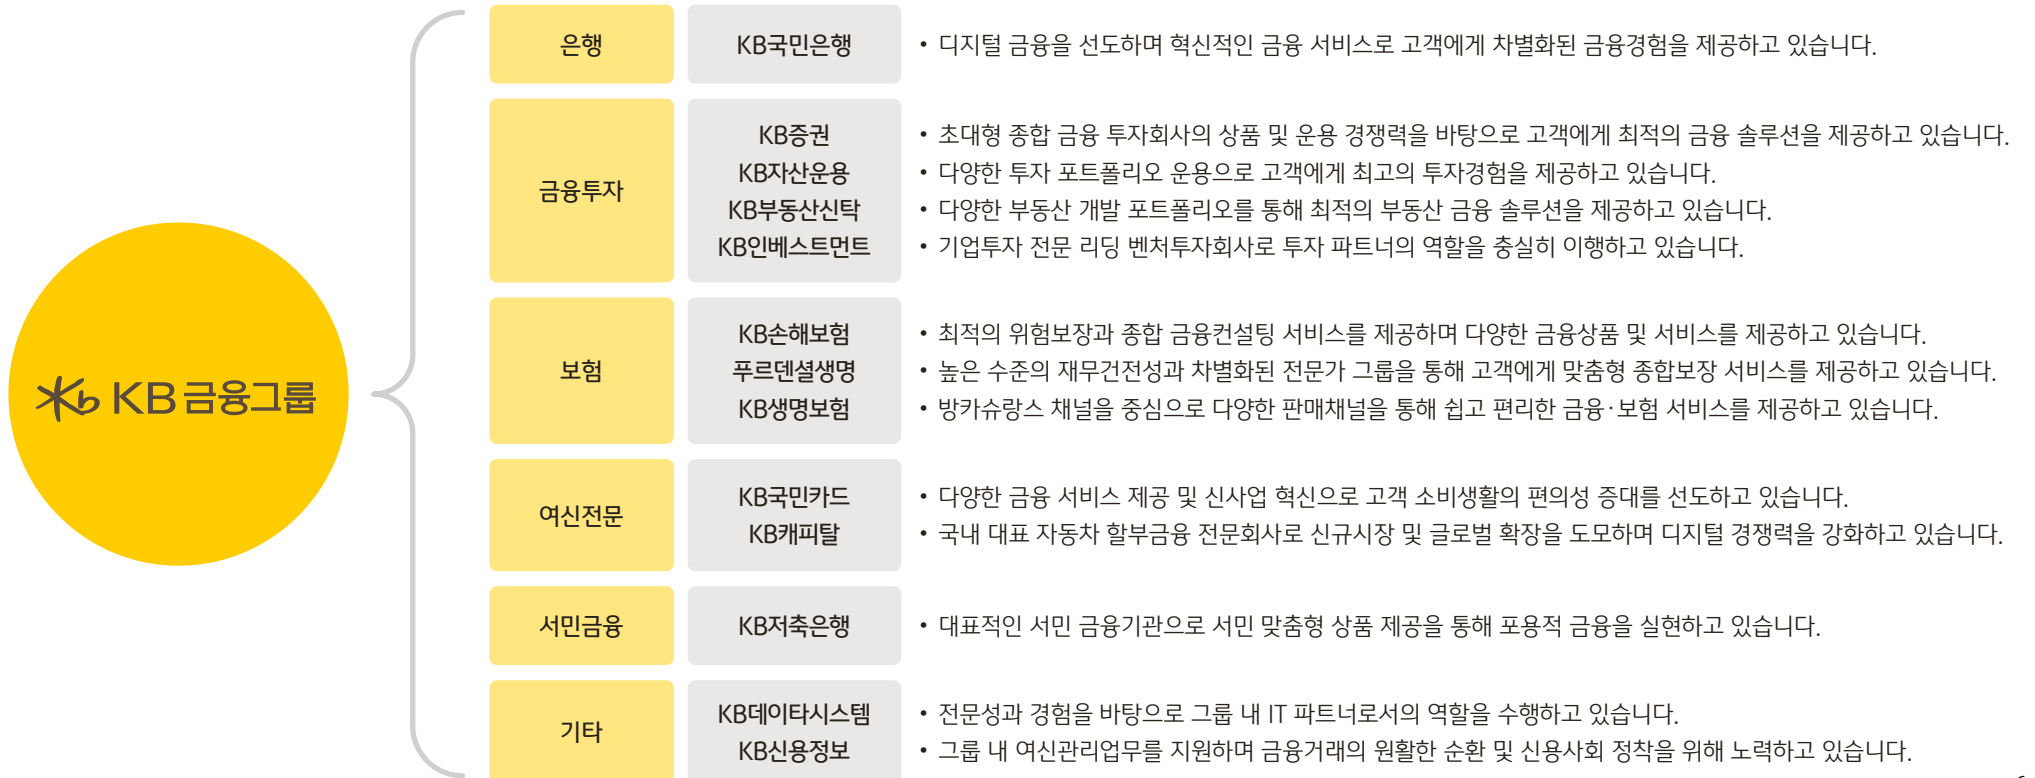 KB 금융그룹
은행
KB국민은행
• 디지털 금융을 선도하며 혁신적인 금융 서비스로 고객에게 차별화된 금융경험을 제공하고 있습니다.
금융투자
KB증권
• 초대형 종합 금융 투자회사의 상품 및 운용 경쟁력을 바탕으로 고객에게 최적의 금융 솔루션을 제공하고 있습니다.
KB자산운용
• 다양한 투자 포트폴리오 운용으로 고객에게 최고의 투자경험을 제공하고 있습니다.
KB부동산신탁
• 다양한 부동산 개발 포트폴리오를 통해 최적의 부동산 금융 솔루션을 제공하고 있습니다.
KB인베스트먼트
• 기업투자 전문 리딩 벤처투자회사로 투자 파트너의 역할을 충실히 이행하고 있습니다.
보험
KB손해보험
• 최적의 위험보장과 종합 금융컨설팅 서비스를 제공하며 다양한 금융상품 및 서비스를 제공하고 있습니다.
푸르덴셜생명
• 높은 수준의 재무건전성과 차별화된 전문가 그룹을 통해 고객에게 맞춤형 종합보장 서비스를 제공하고 있습니다.
KB생명보험
• 방카슈랑스 채널을 중심으로 다양한 판매채널을 통해 쉽고 편리한 금융·보험 서비스를 제공하고 있습니다.
여신전문
KB국민카드
• 다양한 금융 서비스 제공 및 신사업 혁신으로 고객 소비생활의 편의성 증대를 선도하고 있습니다.
KB캐피탈
• 국내 대표 자동차 할부금융 전문회사로 신규시장 및 글로벌 확장을 도모하며 디지털 경쟁력을 강화하고 있습니다.
서민금융
KB저축은행
• 대표적인 서민 금융기관으로 서민 맞춤형 상품 제공을 통해 포용적 금융을 실현하고 있습니다.
기타
KB데이타시스템
• 전문성과 경험을 바탕으로 그룹 내 IT 파트너로서의 역할을 수행하고 있습니다.
KB신용정보
• 그룹 내 여신관리업무를 지원하며 금융거래의 원활한 순환 및 신용사회 정착을 위해 노력하고 있습니다.